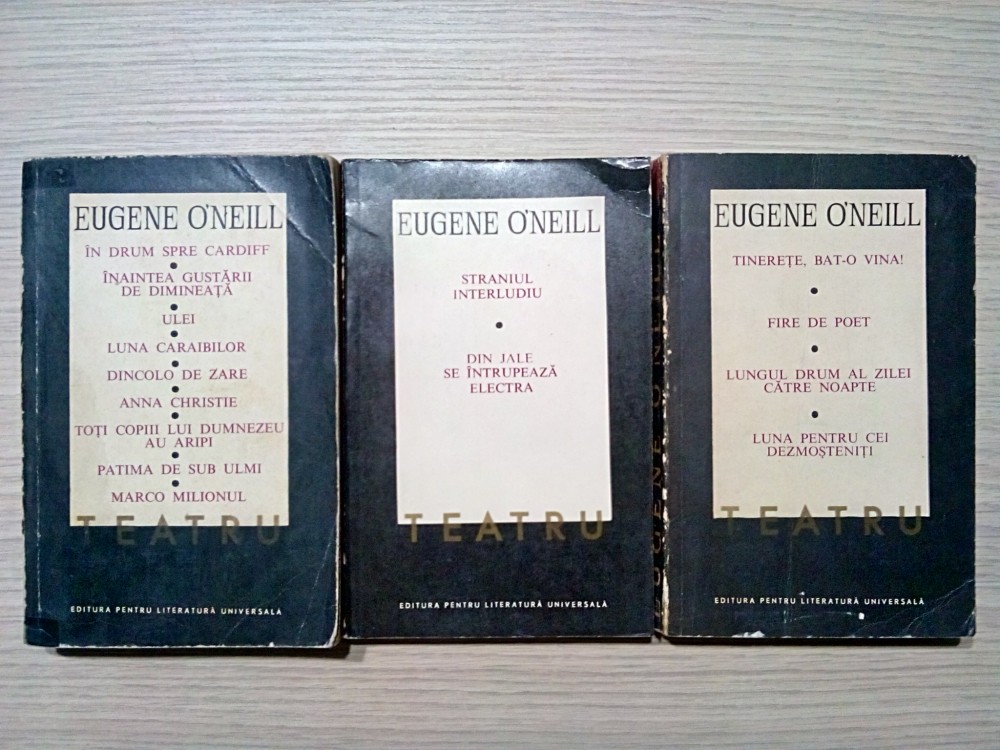 EUGENE O'NEILL
ÎN DRUM SPRE CARDIFF
ÎNAINTEA GUSTĂRII
DE DIMINEAȚĂ
ULEI
LUNA CARAIBILOR
DINCOLO DE ZARE
ANNA CHRISTIE
TOȚI COPIII LUI DUMNEZEU
AU ARIPI
PATIMA DE SUB ULMI
MARCO MILIONUL
TEATRU
EDITURA PENTRU LITERATURĂ UNIVERSALĂ
EUGENE O'NEILL
STRANIUL
INTERLUDIU
DIN JALE
SE ÎNTRUPEAZĂ
ELECTRA
TEATRU
EDITURA PENTRU LITERATURĂ UNIVERSALĂ
EUGENE O'NEILL
TINEREȚE, BAT-O VINA!
FIRE DE POET
LUNGUL DRUM AL ZILEI
CĂTRE NOAPTE
LUNA PENTRU CEI
DEZMOȘTENIȚI
TEATRU
EDITURA PENTRU LITERATURĂ UNIVERSALĂ